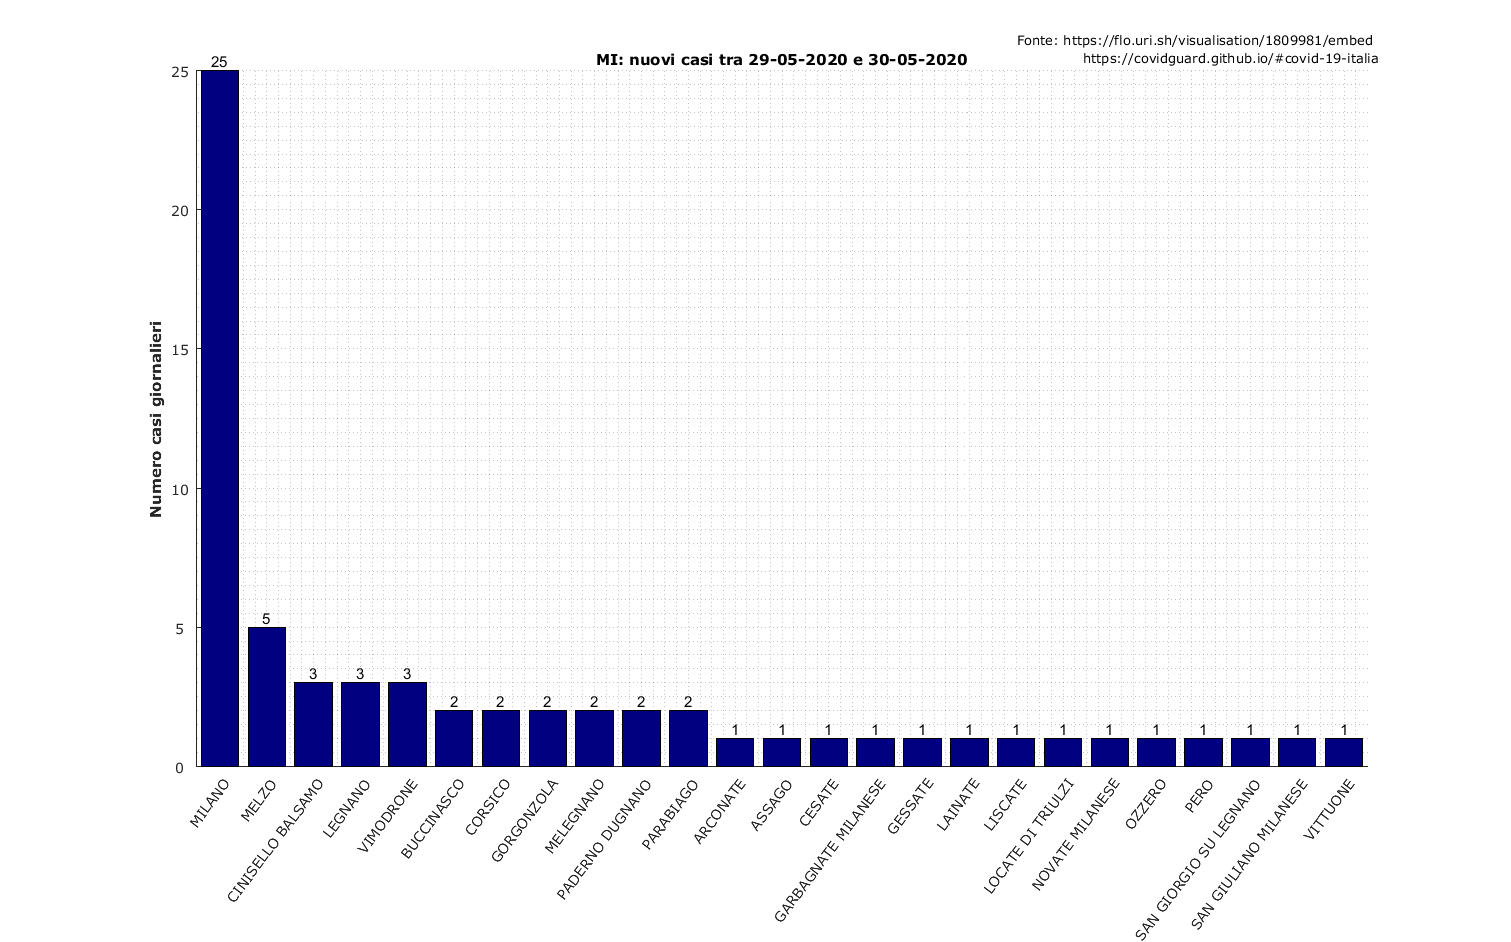 Fonte: https://flo.uri.sh/visualisation/1809981/embed
MI: nuovi casi tra 29-05-2020 e 30-05-2020
https://covidguard.github.io/#covid-19-italia
Numero casi giornalieri
25
20
15
10
5
0
25
5
3
3
3
2
2
2
2
2
2
1
1
1
1
1
1
1
1
1
1
1
1
1
1
MILANO
MELZO
CINISELLO BALSAMO
LEGNANO
VIMODRONE
BUCCINASCO
CORSICO
GORGONZOLA
MELEGNANO
PADERNO DUGNANO
PARABIAGO
ARCONATE
ASSAGO
CESATE
GARBAGNATE MILANESE
GESSATE
LAINATE
LISCATE
LOCATE DI TRIULZI
NOVATE MILANESE
OZZERO
PERO
SAN GIORGIO SU LEGNANO
SAN GIULIANO MILANESE
VITTUONE